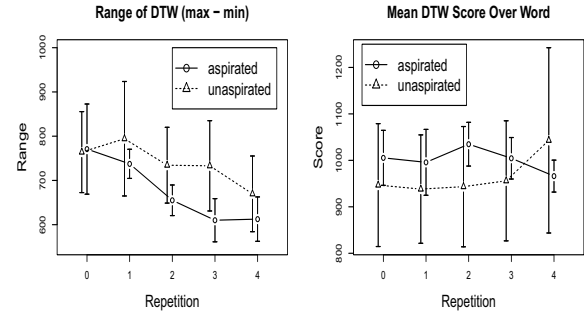 Range of DTW (max − min)
1000
900
800
700
600
Range
aspirated
unaspirated
0 1 2 3 4
Repetition
Mean DTW Score Over Word
1200
1100
1000
900
800
Score
aspirated
unaspirated
0 1 2 3 4
Repetition